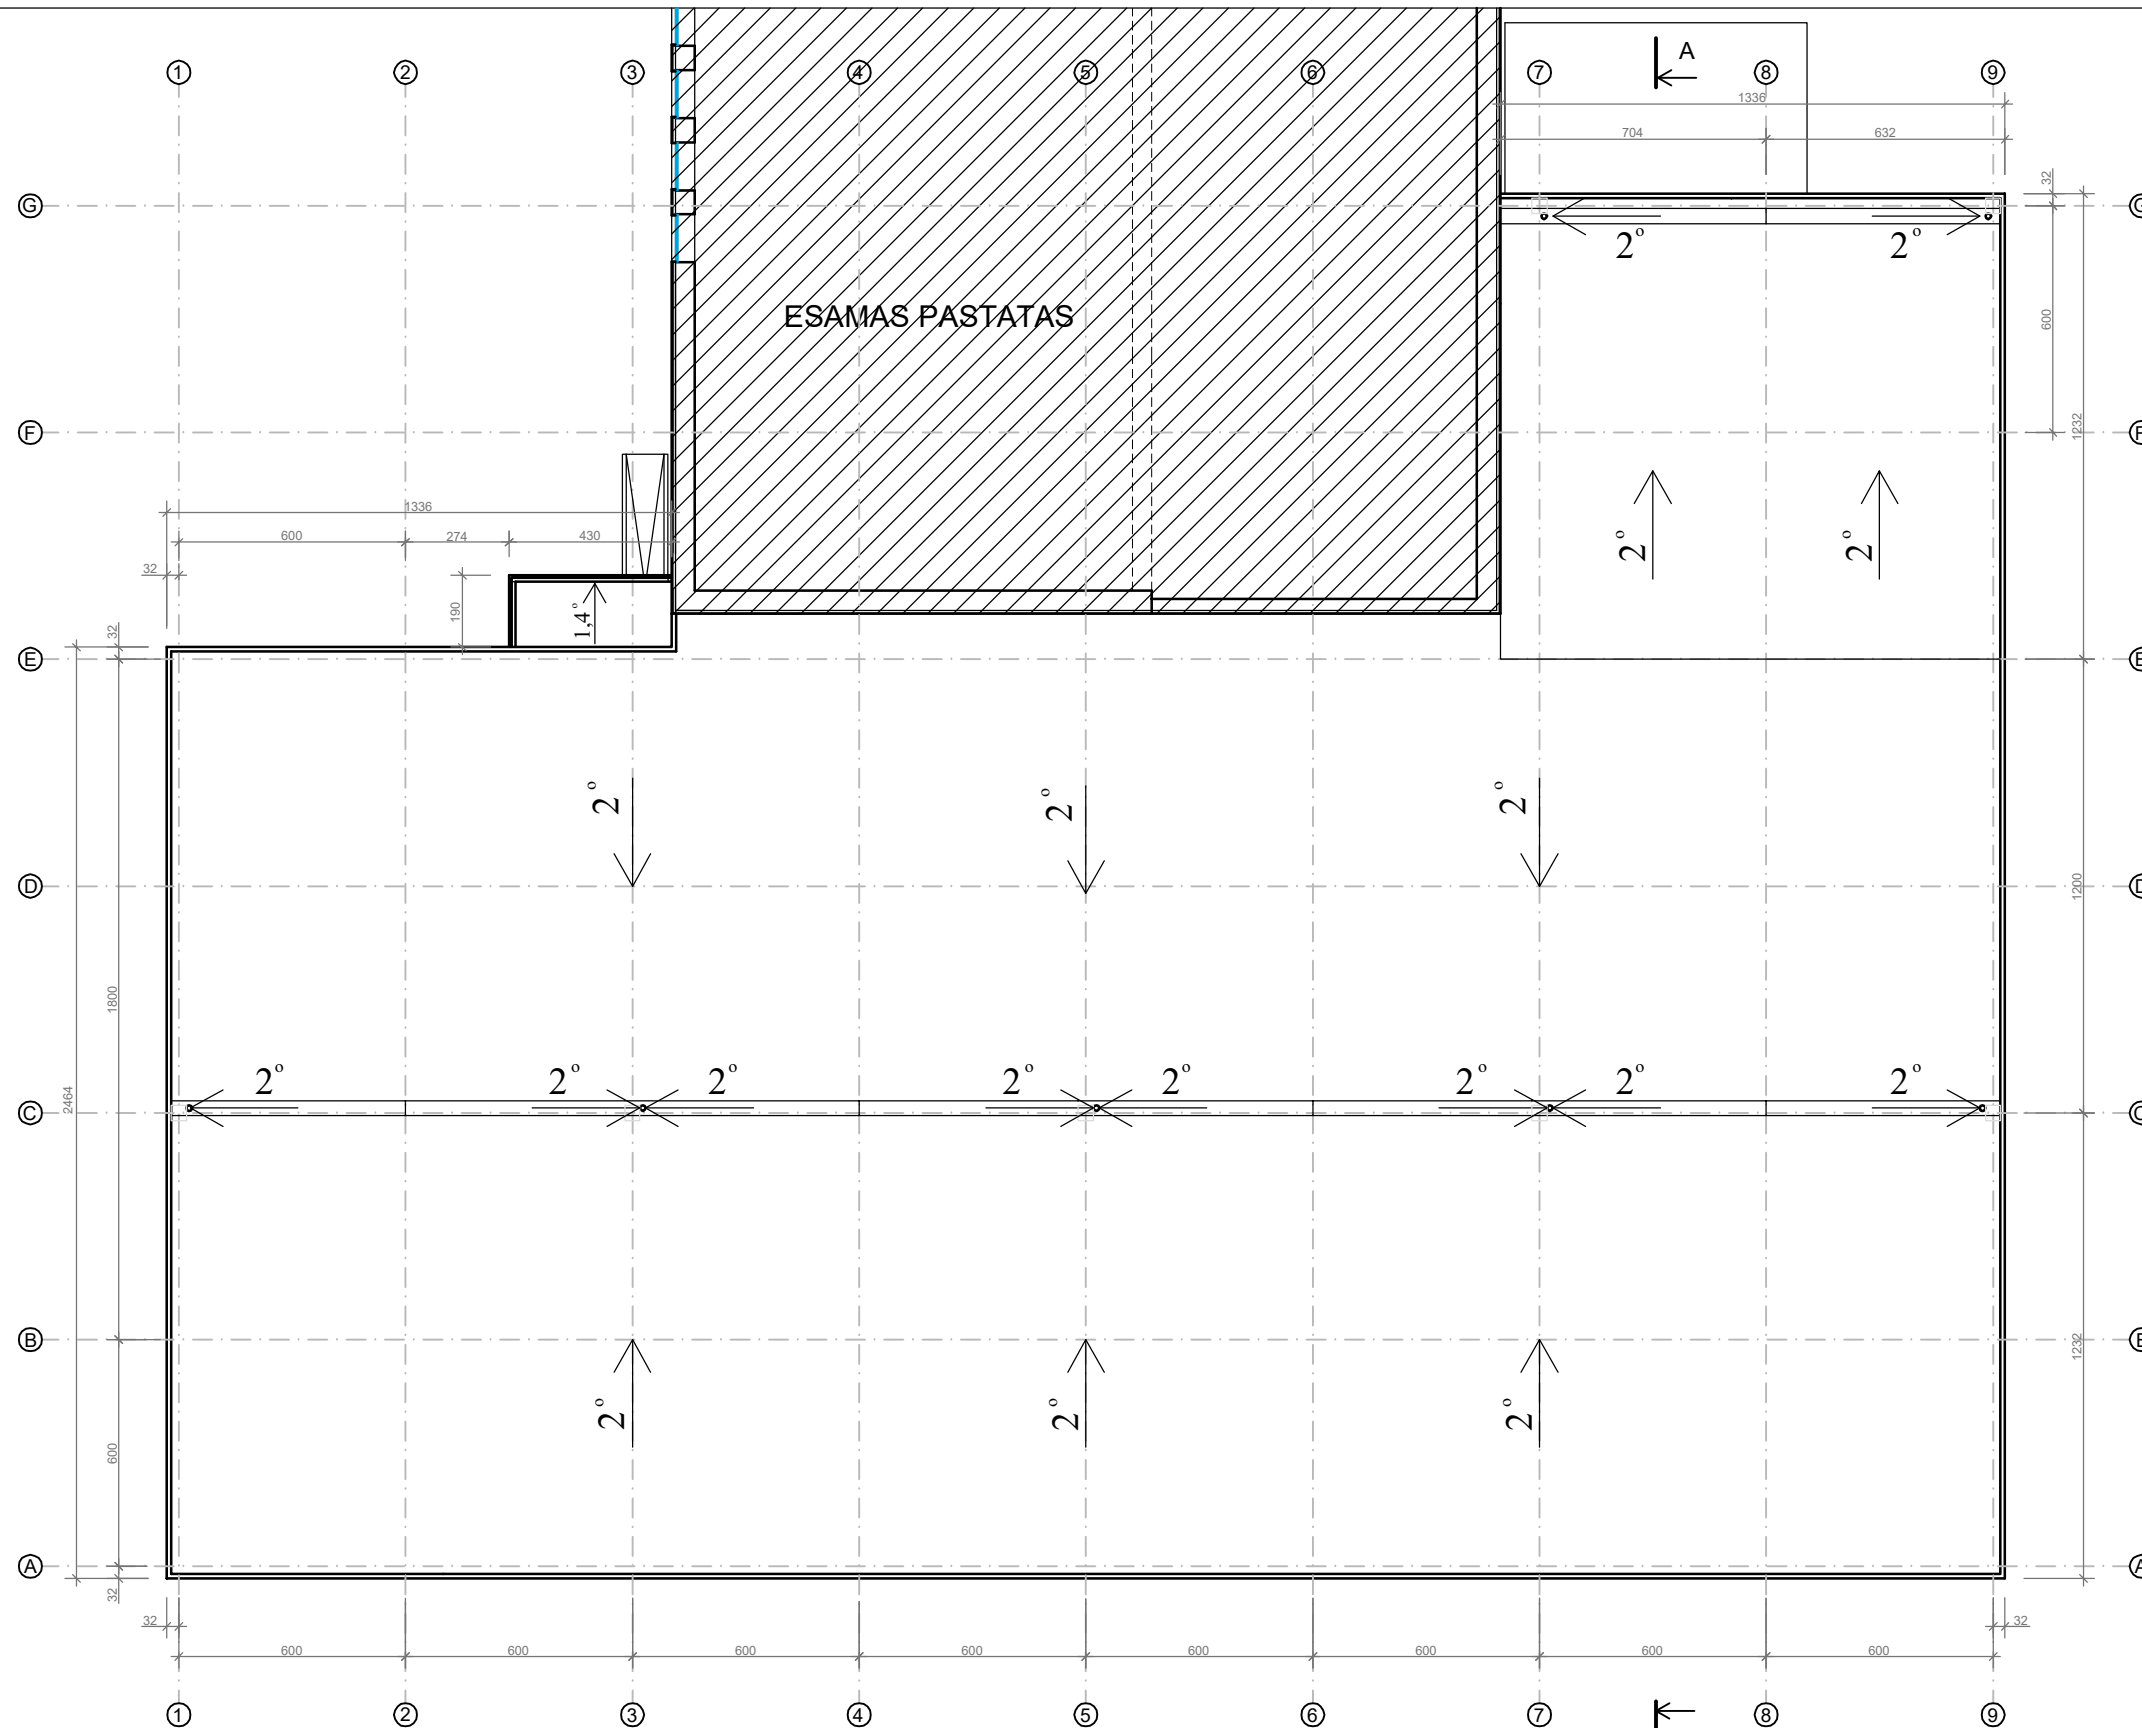 A
1 2 3 4 5 6 7 8 9
1336
704 632
32
G G
2° 2°
ESAMAS PASTATAS
600
F F
1232
1336
600 274 430
2° 2°
32
190
1,4°
32
E E
2° 2° 2°
D D
1200
1800
2° 2° 2° 2° 2° 2° 2° 2°
2464
C C
B B
1232
2° 2° 2°
600
A A
32
32 32
600 600 600 600 600 600 600 600
1 2 3 4 5 6 7 8 9